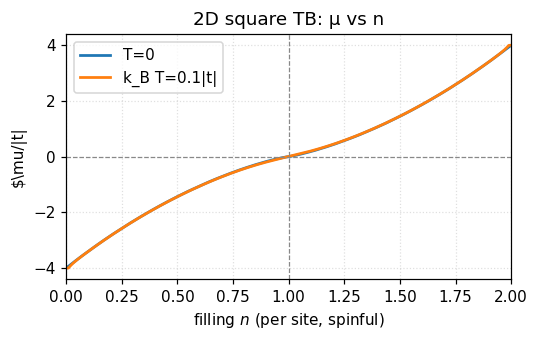 2D square TB: μ vs n
T=0
k_B T=0.1|t|
$\mu/|t|
4
2
0
−2
−4
0.00 0.25 0.50 0.75 1.00 1.25 1.50 1.75 2.00
filling n (per site, spinful)